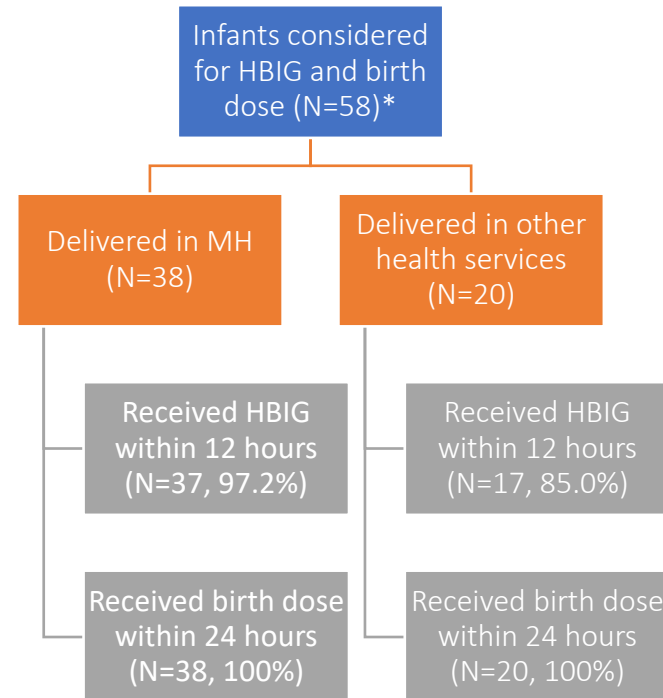 Infants considered
for HBIG and birth
dose (N=58)*
Delivered in MH
(N=38)
Delivered in other
health services
(N=20)
Received HBIG
within 12 hours
(N=37, 97.2%)
Received HBIG
within 12 hours
(N=17, 85.0%)
Received birth dose
within 24 hours
(N=38, 100%)
Received birth dose
within 24 hours
(N=20, 100%)